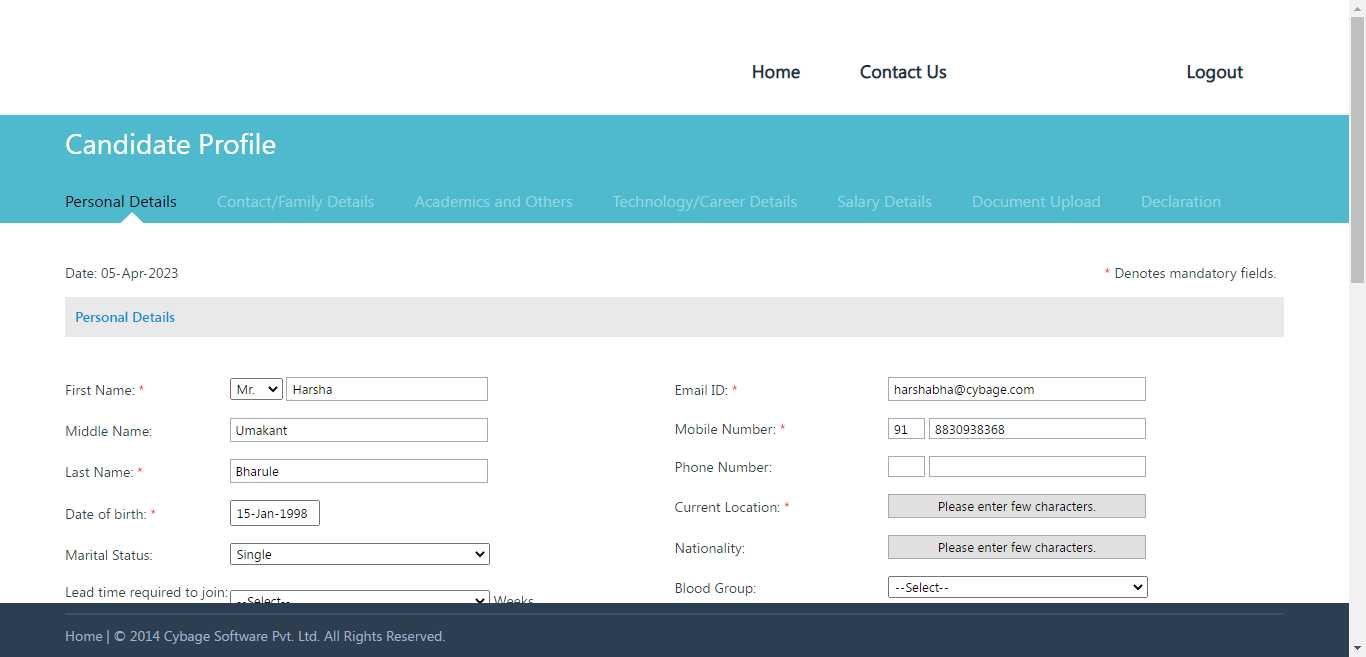 Home Contact Us Logout
Candidate Profile
Personal Details Contact/Family Details Academics and Others Technology/Career Details Salary Details Document Upload Declaration
Date: 05-Apr-2023 * Denotes mandatory fields.
Personal Details
First Name: * Mr. Harsha Email ID: * harshabha@cybage.com
Middle Name: Umakant Mobile Number: * 91 8830938368
Last Name: * Bharule Phone Number:
Date of birth: * 15-Jan-1998 Current Location: * Please enter few characters.
Marital Status: Single Nationality: Please enter few characters.
Lead time required to join: --Select-- Weeks Blood Group: --Select--
Home | © 2014 Cybage Software Pvt. Ltd. All Rights Reserved.